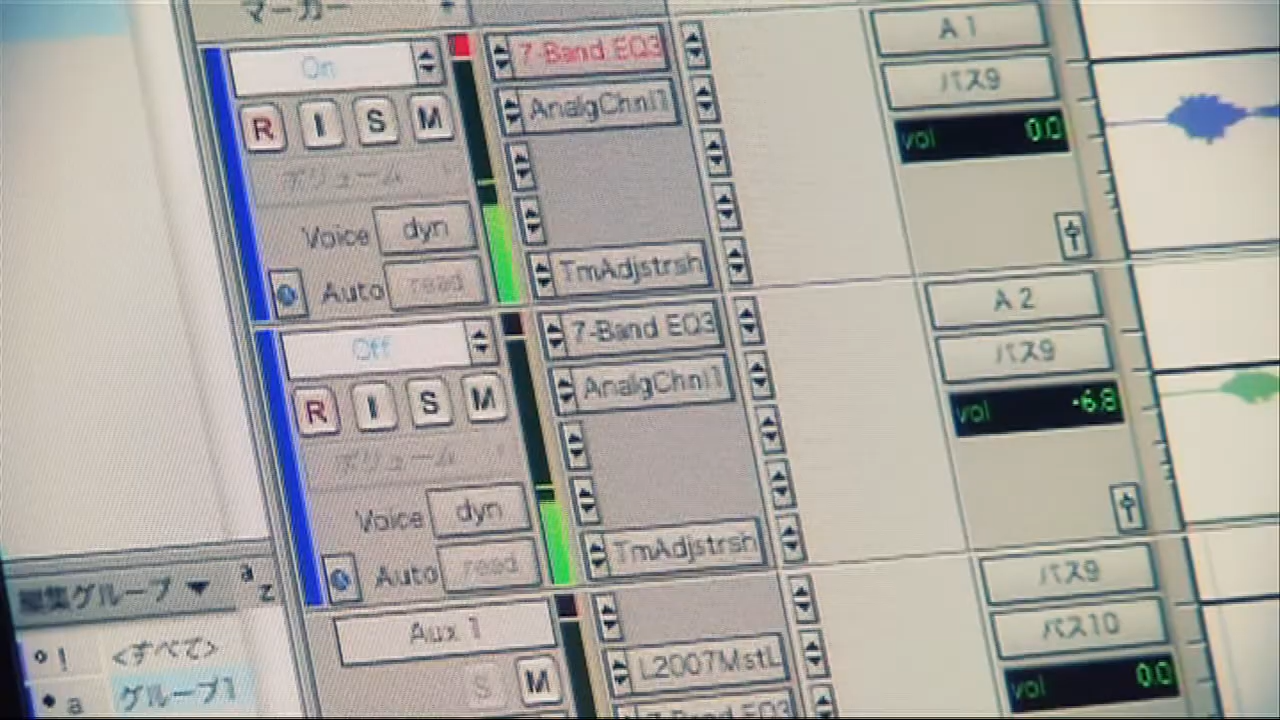 マーカー
On
7-Band EQ3
A 1
R I S M
AnalgChnl1
バス9
vol 0.0
ボリューム
Voice dyn
Auto read
TmAdjstrsh
Off
7-Band EQ3
A 2
R I S M
AnalgChnl1
バス9
vol -6.8
ボリューム
Voice dyn
Auto read
TmAdjstrsh
編集グループ
a
z
Aux 1
バス9
! <すべて>
S M
L2007MstL
バス10
a グループ1
7-Band EQ3
vol 0.0